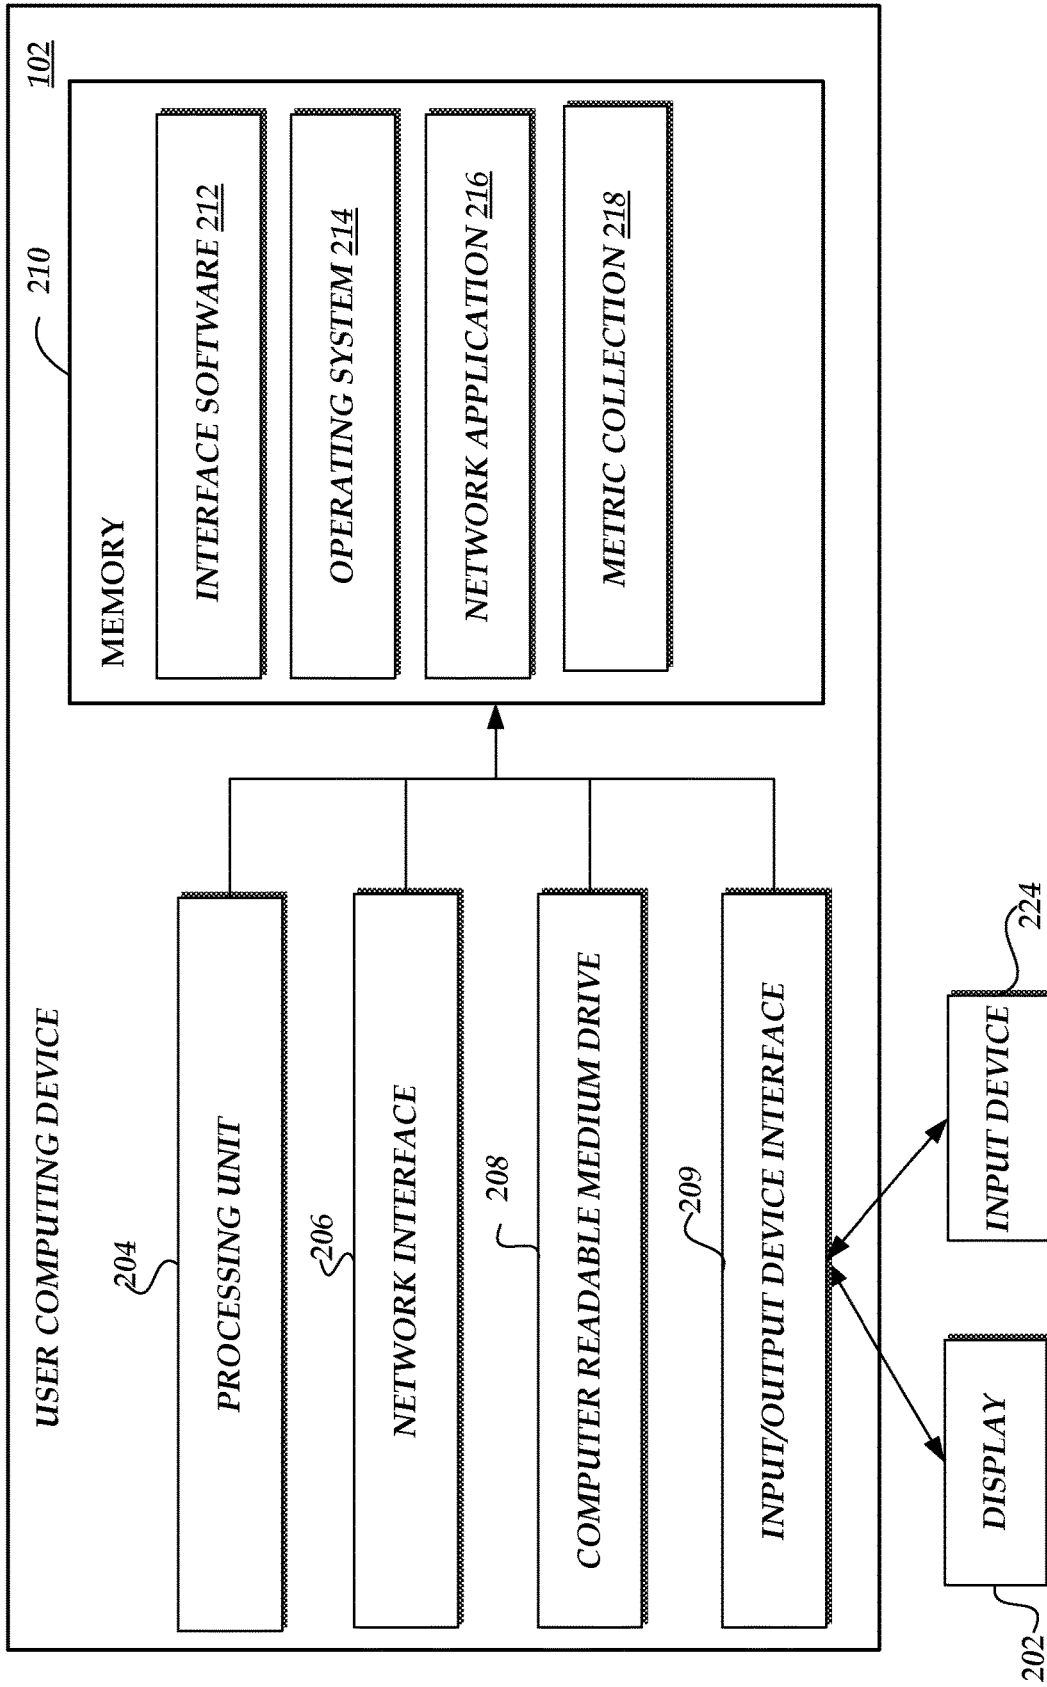 USER COMPUTING DEVICE
102
204
PROCESSING UNIT
206
NETWORK INTERFACE
208
COMPUTER READABLE MEDIUM DRIVE
209
INPUT/OUTPUT DEVICE INTERFACE
210
MEMORY
INTERFACE SOFTWARE 212
OPERATING SYSTEM 214
NETWORK APPLICATION 216
METRIC COLLECTION 218
202
DISPLAY
INPUT DEVICE
224